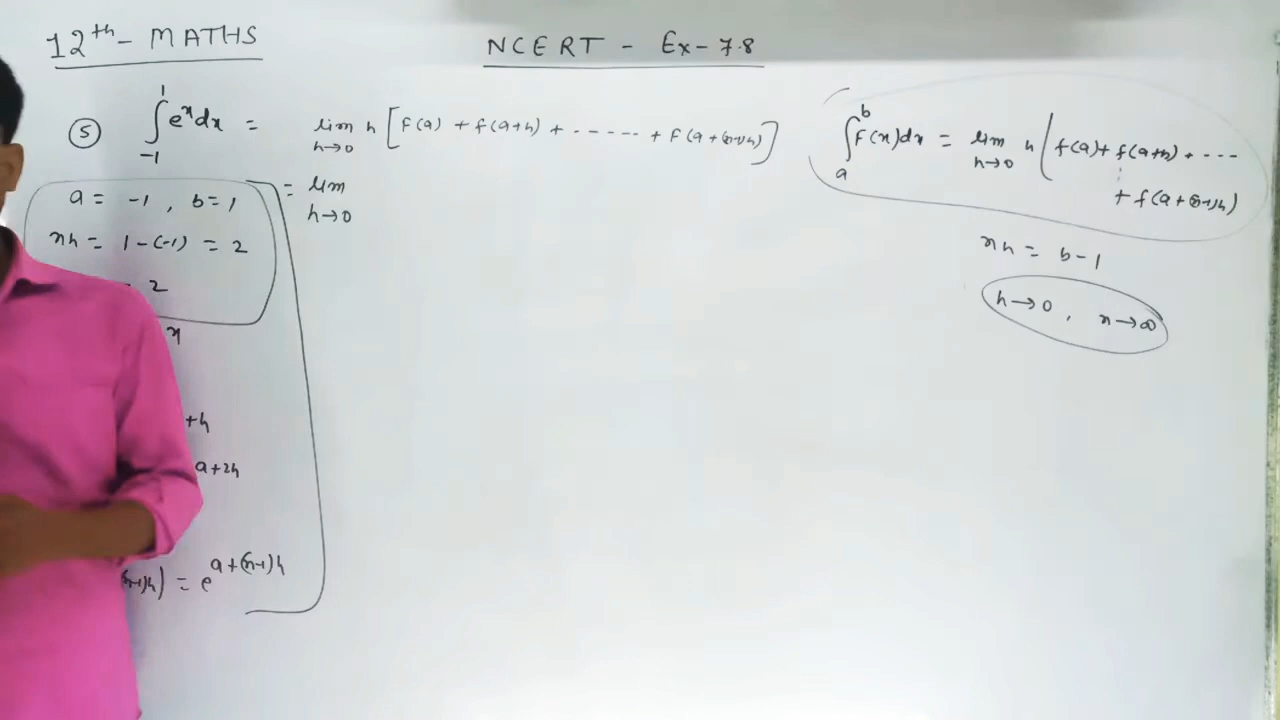 12th - MATHS
NCERT - Ex - 7.8
(5) ∫₋₁¹ eˣdx = lim h→0 h [f(a) + f(a+h) + ------ + f(a+(n-1)h)]
= lim h→0
a = -1 , b = 1
nh = 1-(-1) = 2
2
x
+h
a+2h
(n-1)h) = e^(a+(n-1)h)
∫ₐᵇ f(x)dx = lim h→0 h [f(a) + f(a+h) + ----
+ f(a+(n-1)h)
nh = b-1
h→0 , n→∞